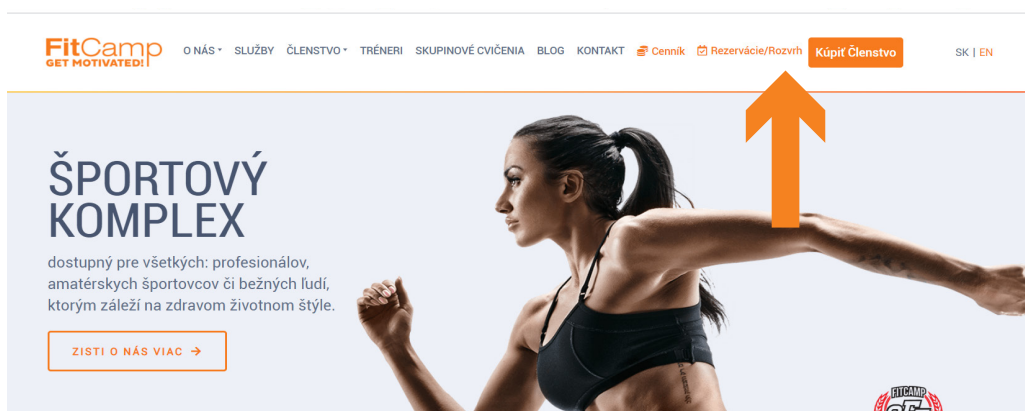 FitCamp
GET MOTIVATED!
O NÁS SLUŽBY ČLENSTVO TRÉNERI SKUPINOVÉ CVIČENIA BLOG KONTAKT Cenník Rezervácie/Rozvrh Kúpiť Členstvo SK | EN
ŠPORTOVÝ
KOMPLEX
dostupný pre všetkých: profesionálov,
amatérskych športovcov či bežných ľudí,
ktorým záleží na zdravom životnom štýle.
ZISTI O NÁS VIAC →
FITCAMP